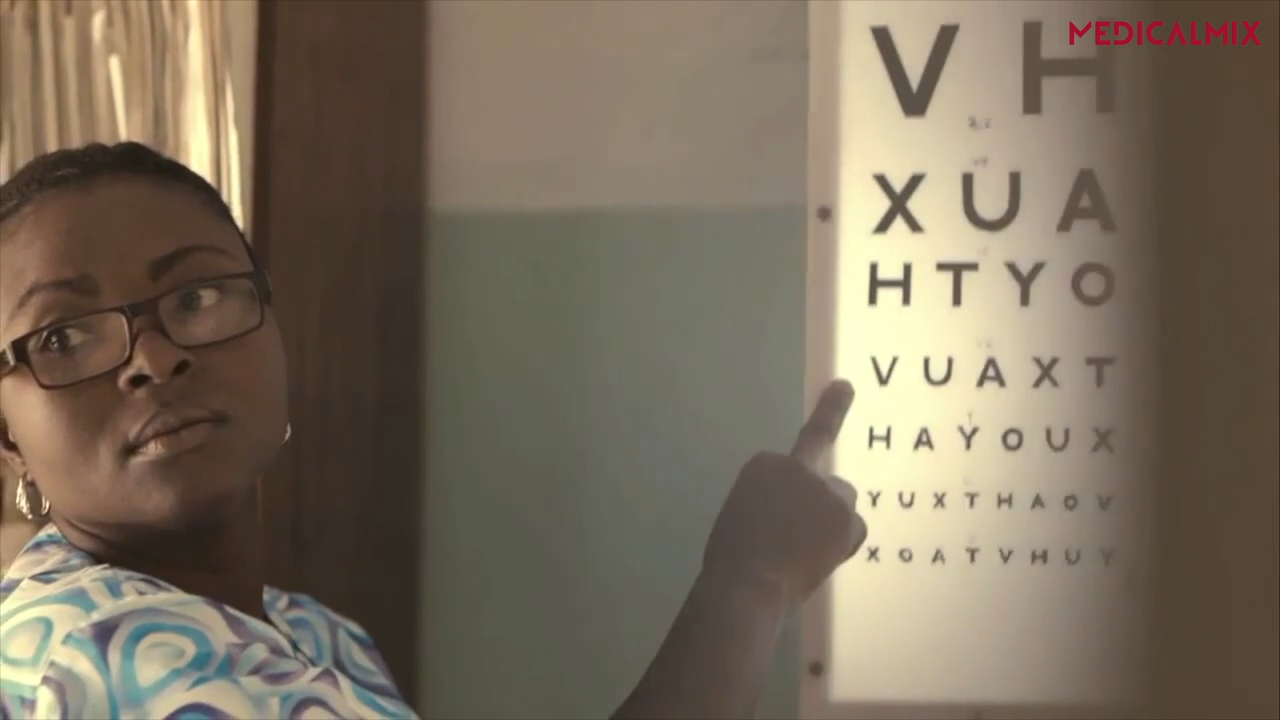 MEDICALMIX
V H
X U A
H T Y O
V U A X T
H A Y O U X
Y U X T H A O V
X O A T V H U Y